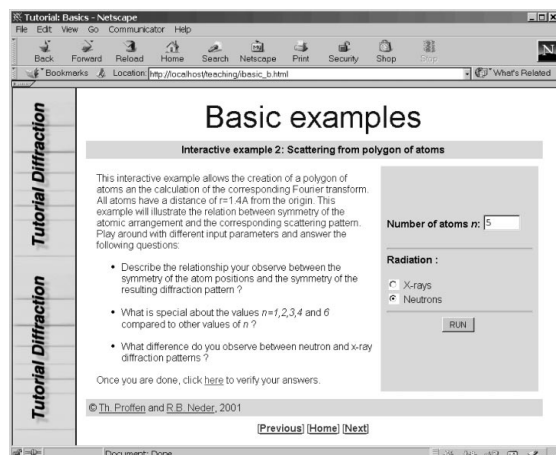 Tutorial: Basics - Netscape
File Edit View Go Communicator Help
Back Forward Reload Home Search Netscape Print Security Shop Stop
Bookmarks Location: http://localhost/teaching/ibasic_b.html What's Related
Tutorial Diffraction
Tutorial Diffraction
Basic examples
Interactive example 2: Scattering from polygon of atoms
This interactive example allows the creation of a polygon of
atoms an the calculation of the corresponding Fourier transform.
All atoms have a distance of r=1.4A from the origin. This
example will illustrate the relation between symmetry of the
atomic arrangement and the corresponding scattering pattern.
Play around with different input parameters and answer the
following questions:
• Describe the relationship your observe between the
symmetry of the atom positions and the symmetry of the
resulting diffraction pattern ?
• What is special about the values n=1,2,3,4 and 6
compared to other values of n ?
• What difference do you observe between neutron and x-ray
diffraction patterns ?
Once you are done, click here to verify your answers.
Number of atoms n: 5
Radiation :
X-rays
Neutrons
RUN
© Th. Proffen and R.B. Neder, 2001
[Previous] [Home] [Next]
Document: Done